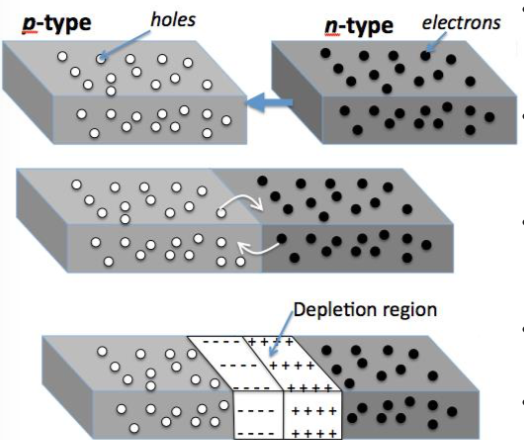 p-type
holes
n-type
electrons
Depletion region
- - - - + + + + +
- - - - + + + +
- - - - + + + +
- - - - + + + +
- - - - + + + +